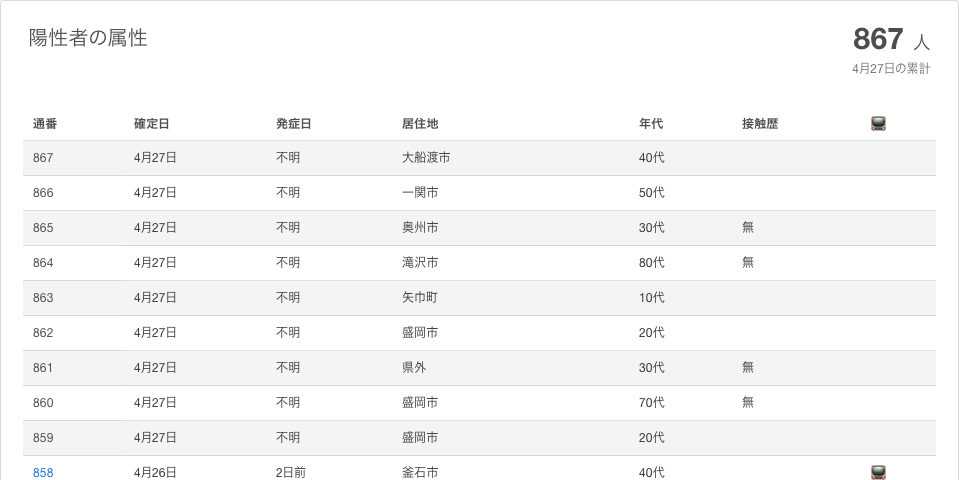 陽性者の属性
867 人
4月27日の累計
通番 確定日 発症日 居住地 年代 接触歴
867 4月27日 不明 大船渡市 40代
866 4月27日 不明 一関市 50代
865 4月27日 不明 奥州市 30代 無
864 4月27日 不明 滝沢市 80代 無
863 4月27日 不明 矢巾町 10代
862 4月27日 不明 盛岡市 20代
861 4月27日 不明 県外 30代 無
860 4月27日 不明 盛岡市 70代 無
859 4月27日 不明 盛岡市 20代
858 4月26日 2日前 釜石市 40代